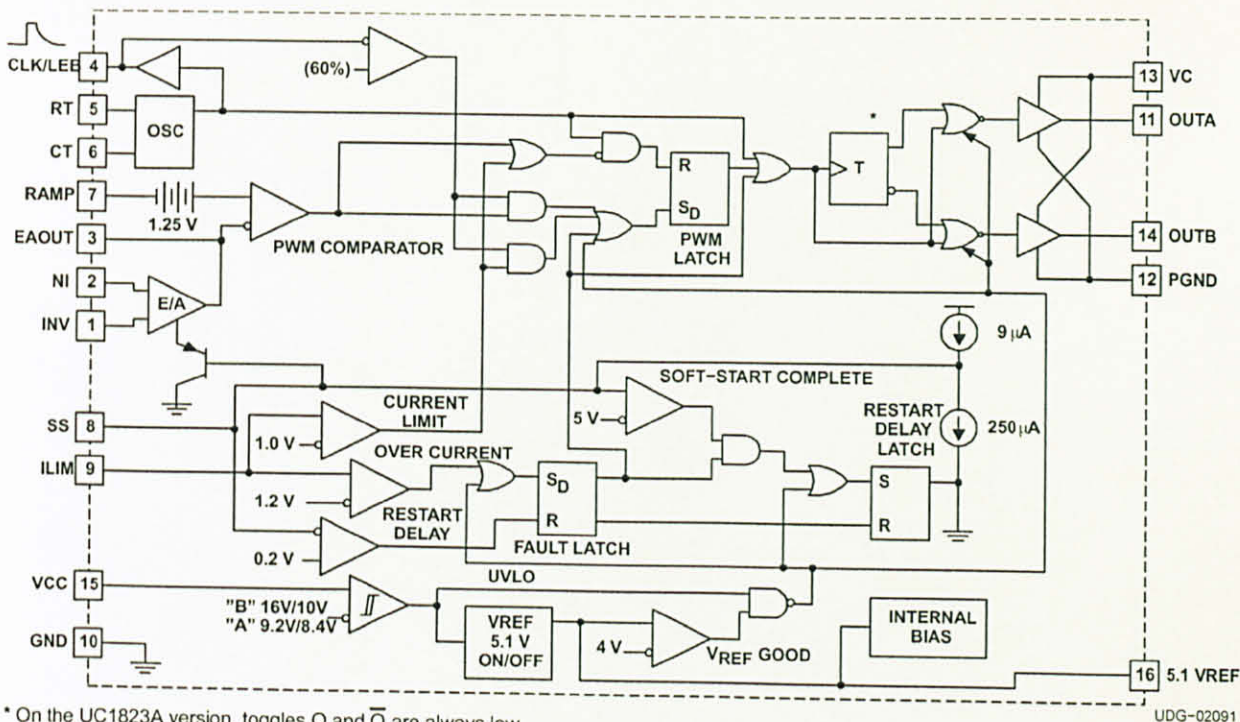 CLK/LEB 4
(60%)
13 VC
RT 5
OSC
CT 6
*
11 OUTA
R
T
RAMP 7
1.25 V
SD
EAOUT 3
PWM COMPARATOR
PWM
LATCH
14 OUTB
NI 2
E/A
12 PGND
INV 1
9 μA
SOFT−START COMPLETE
SS 8
CURRENT
LIMIT
1.0 V
5 V
RESTART
DELAY
LATCH
250 μA
ILIM 9
OVER CURRENT
1.2 V
SD
R
S
R
RESTART
DELAY
FAULT LATCH
0.2 V
VCC 15
UVLO
"B" 16V/10V
"A" 9.2V/8.4V
VREF
5.1 V
ON/OFF
4 V
VREF GOOD
INTERNAL
BIAS
GND 10
16 5.1 VREF
* On the UC1823A version, toggles Q and Q̅ are always low.
UDG−02091